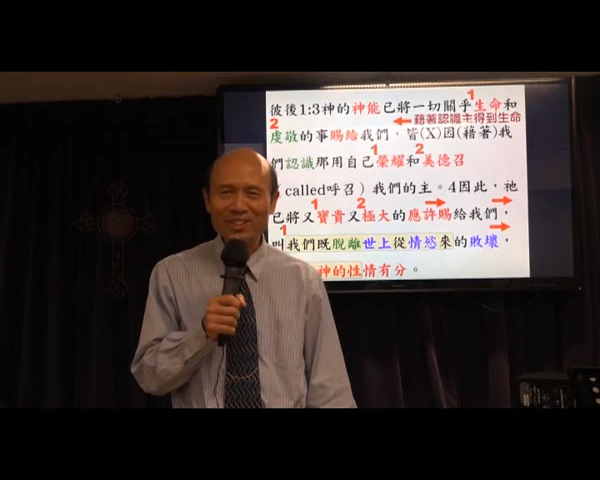 彼後1:3神的神能已將一切關乎生命和
藉著認識主得到生命
虔敬的事賜給我們，皆(X)因(藉著)我
們認識那用自己榮耀和美德召
(called呼召）我們的主。4因此，祂
已將又寶貴又極大的應許賜給我們，
叫我們既脫離世上從情慾來的敗壞，
神的性情有分。